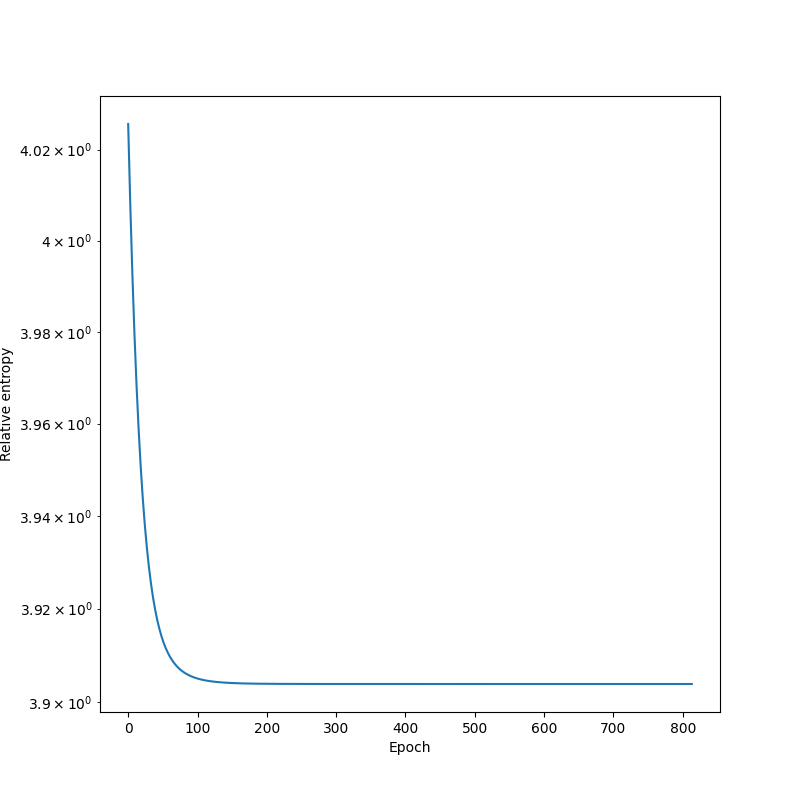 4.02 × 10⁰
4 × 10⁰
3.98 × 10⁰
3.96 × 10⁰
3.94 × 10⁰
3.92 × 10⁰
3.9 × 10⁰
Relative entropy
0 100 200 300 400 500 600 700 800
Epoch